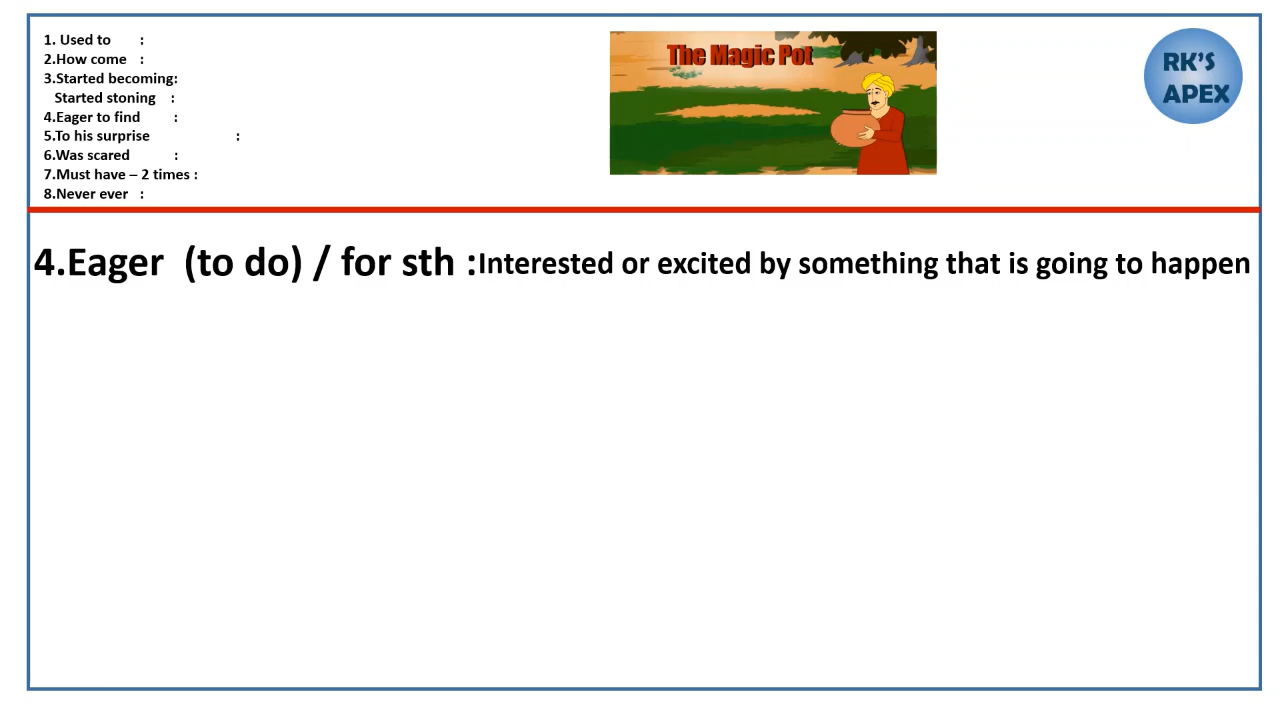 1. Used to :
2.How come :
3.Started becoming:
Started stoning :
4.Eager to find :
5.To his surprise :
6.Was scared :
7.Must have – 2 times :
8.Never ever :
The Magic Pot
RK'S
APEX
4.Eager (to do) / for sth :Interested or excited by something that is going to happen